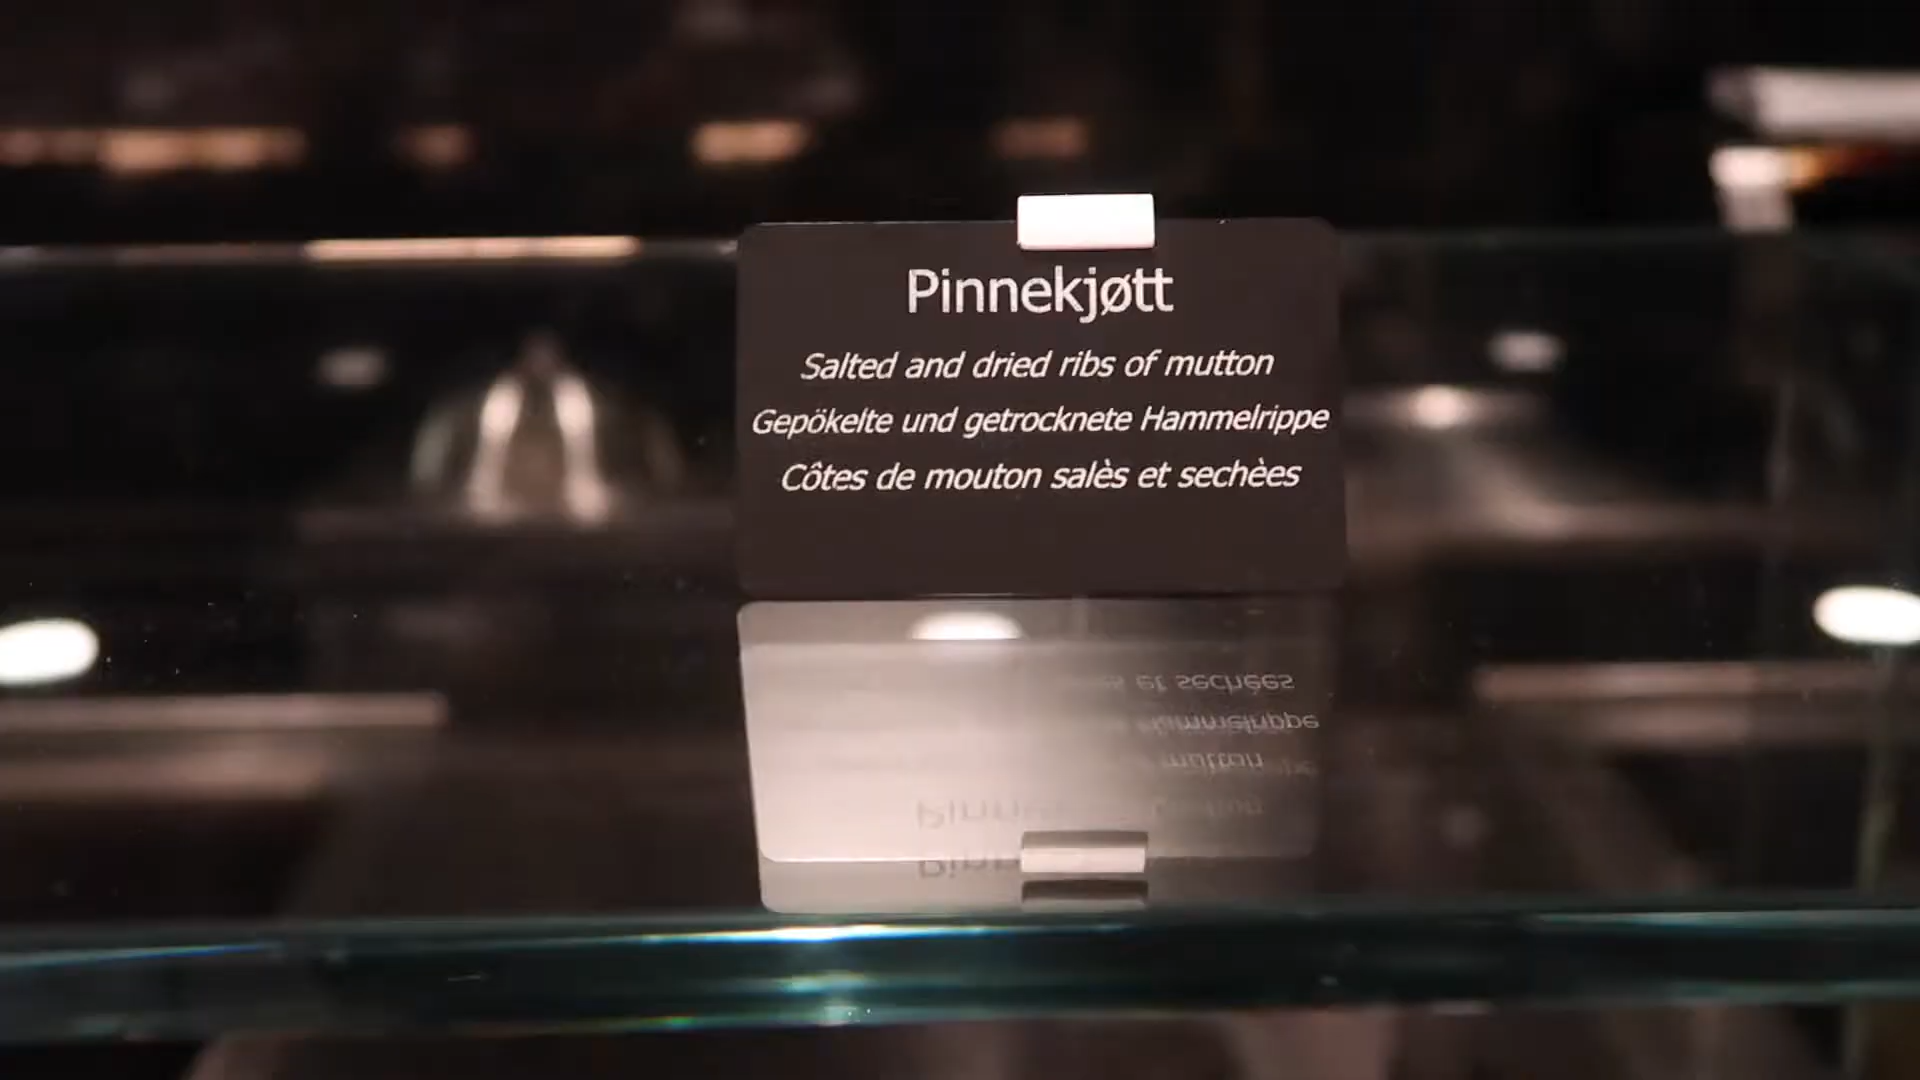 Pinnekjøtt
Salted and dried ribs of mutton
Gepökelte und getrocknete Hammelrippe
Côtes de mouton salès et sechèes